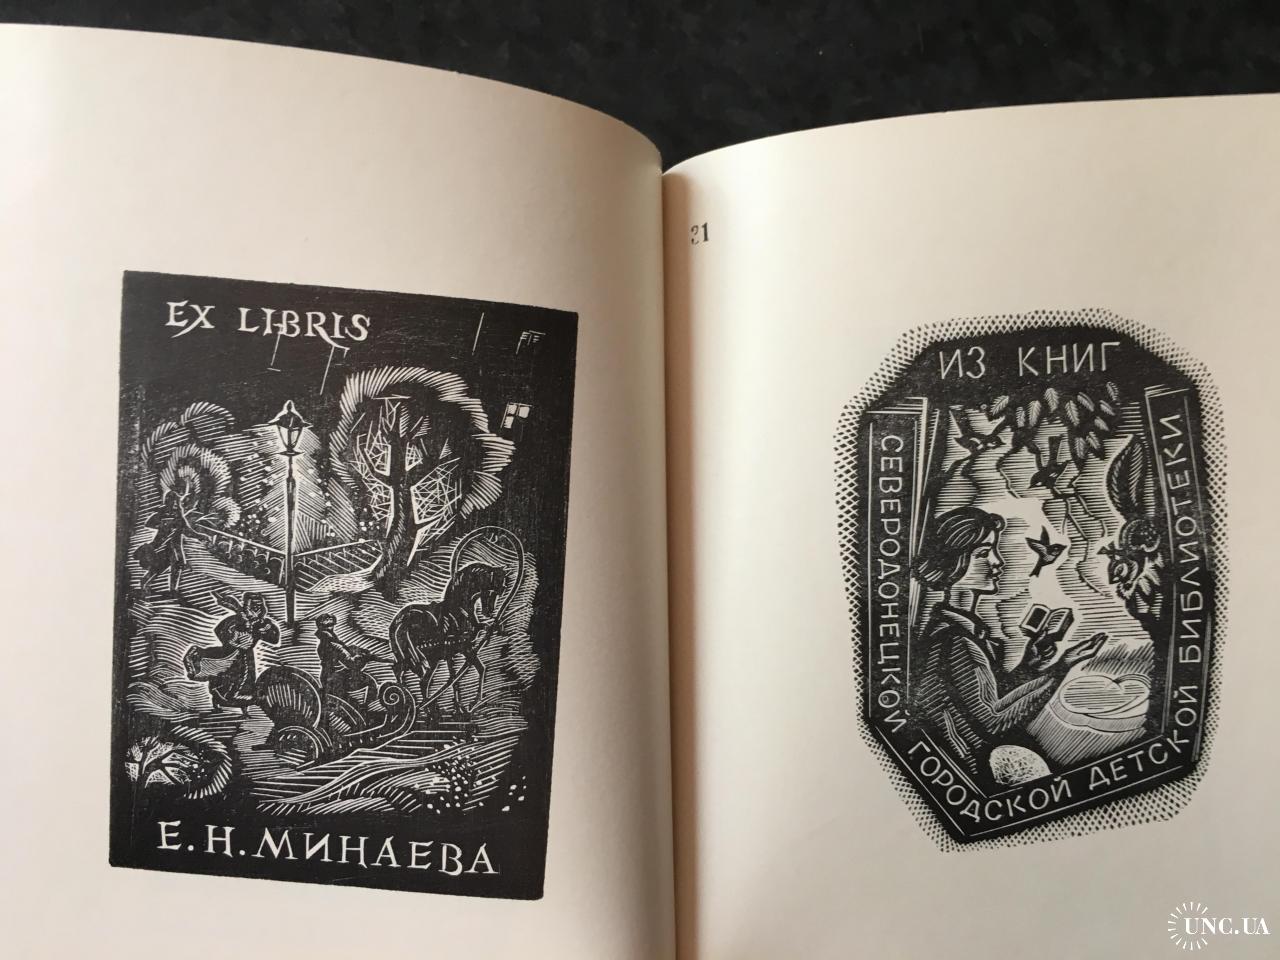 EX LIBRIS
Е.Н.МИНАЕВА
21
ИЗ КНИГ
СЕВЕРОДОНЕЦКОЙ ГОРОДСКОЙ ДЕТСКОЙ БИБЛИОТЕКИ
UNC.UA